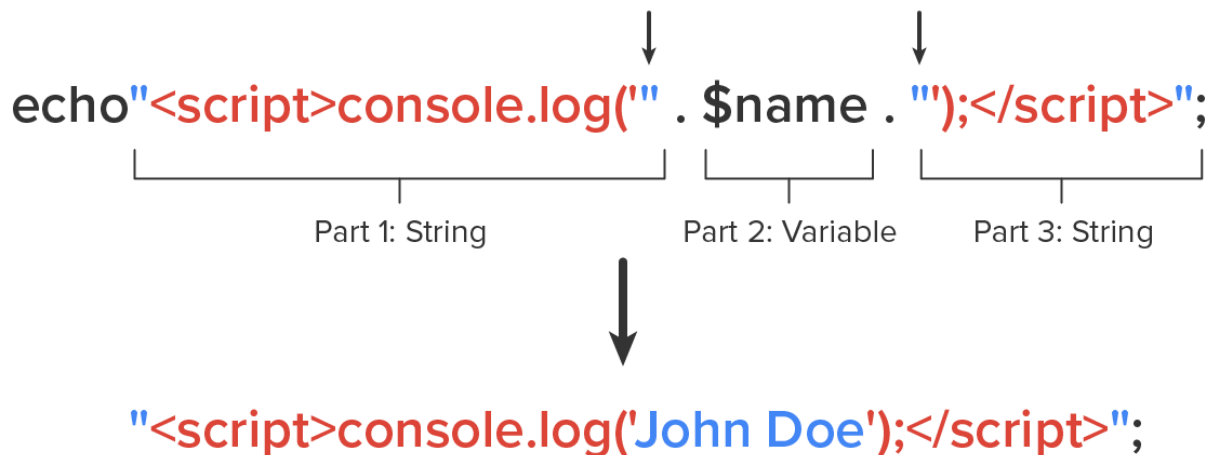 echo"<script>console.log('" . $name . "');</script>";
Part 1: String Part 2: Variable Part 3: String
"<script>console.log('John Doe');</script>";